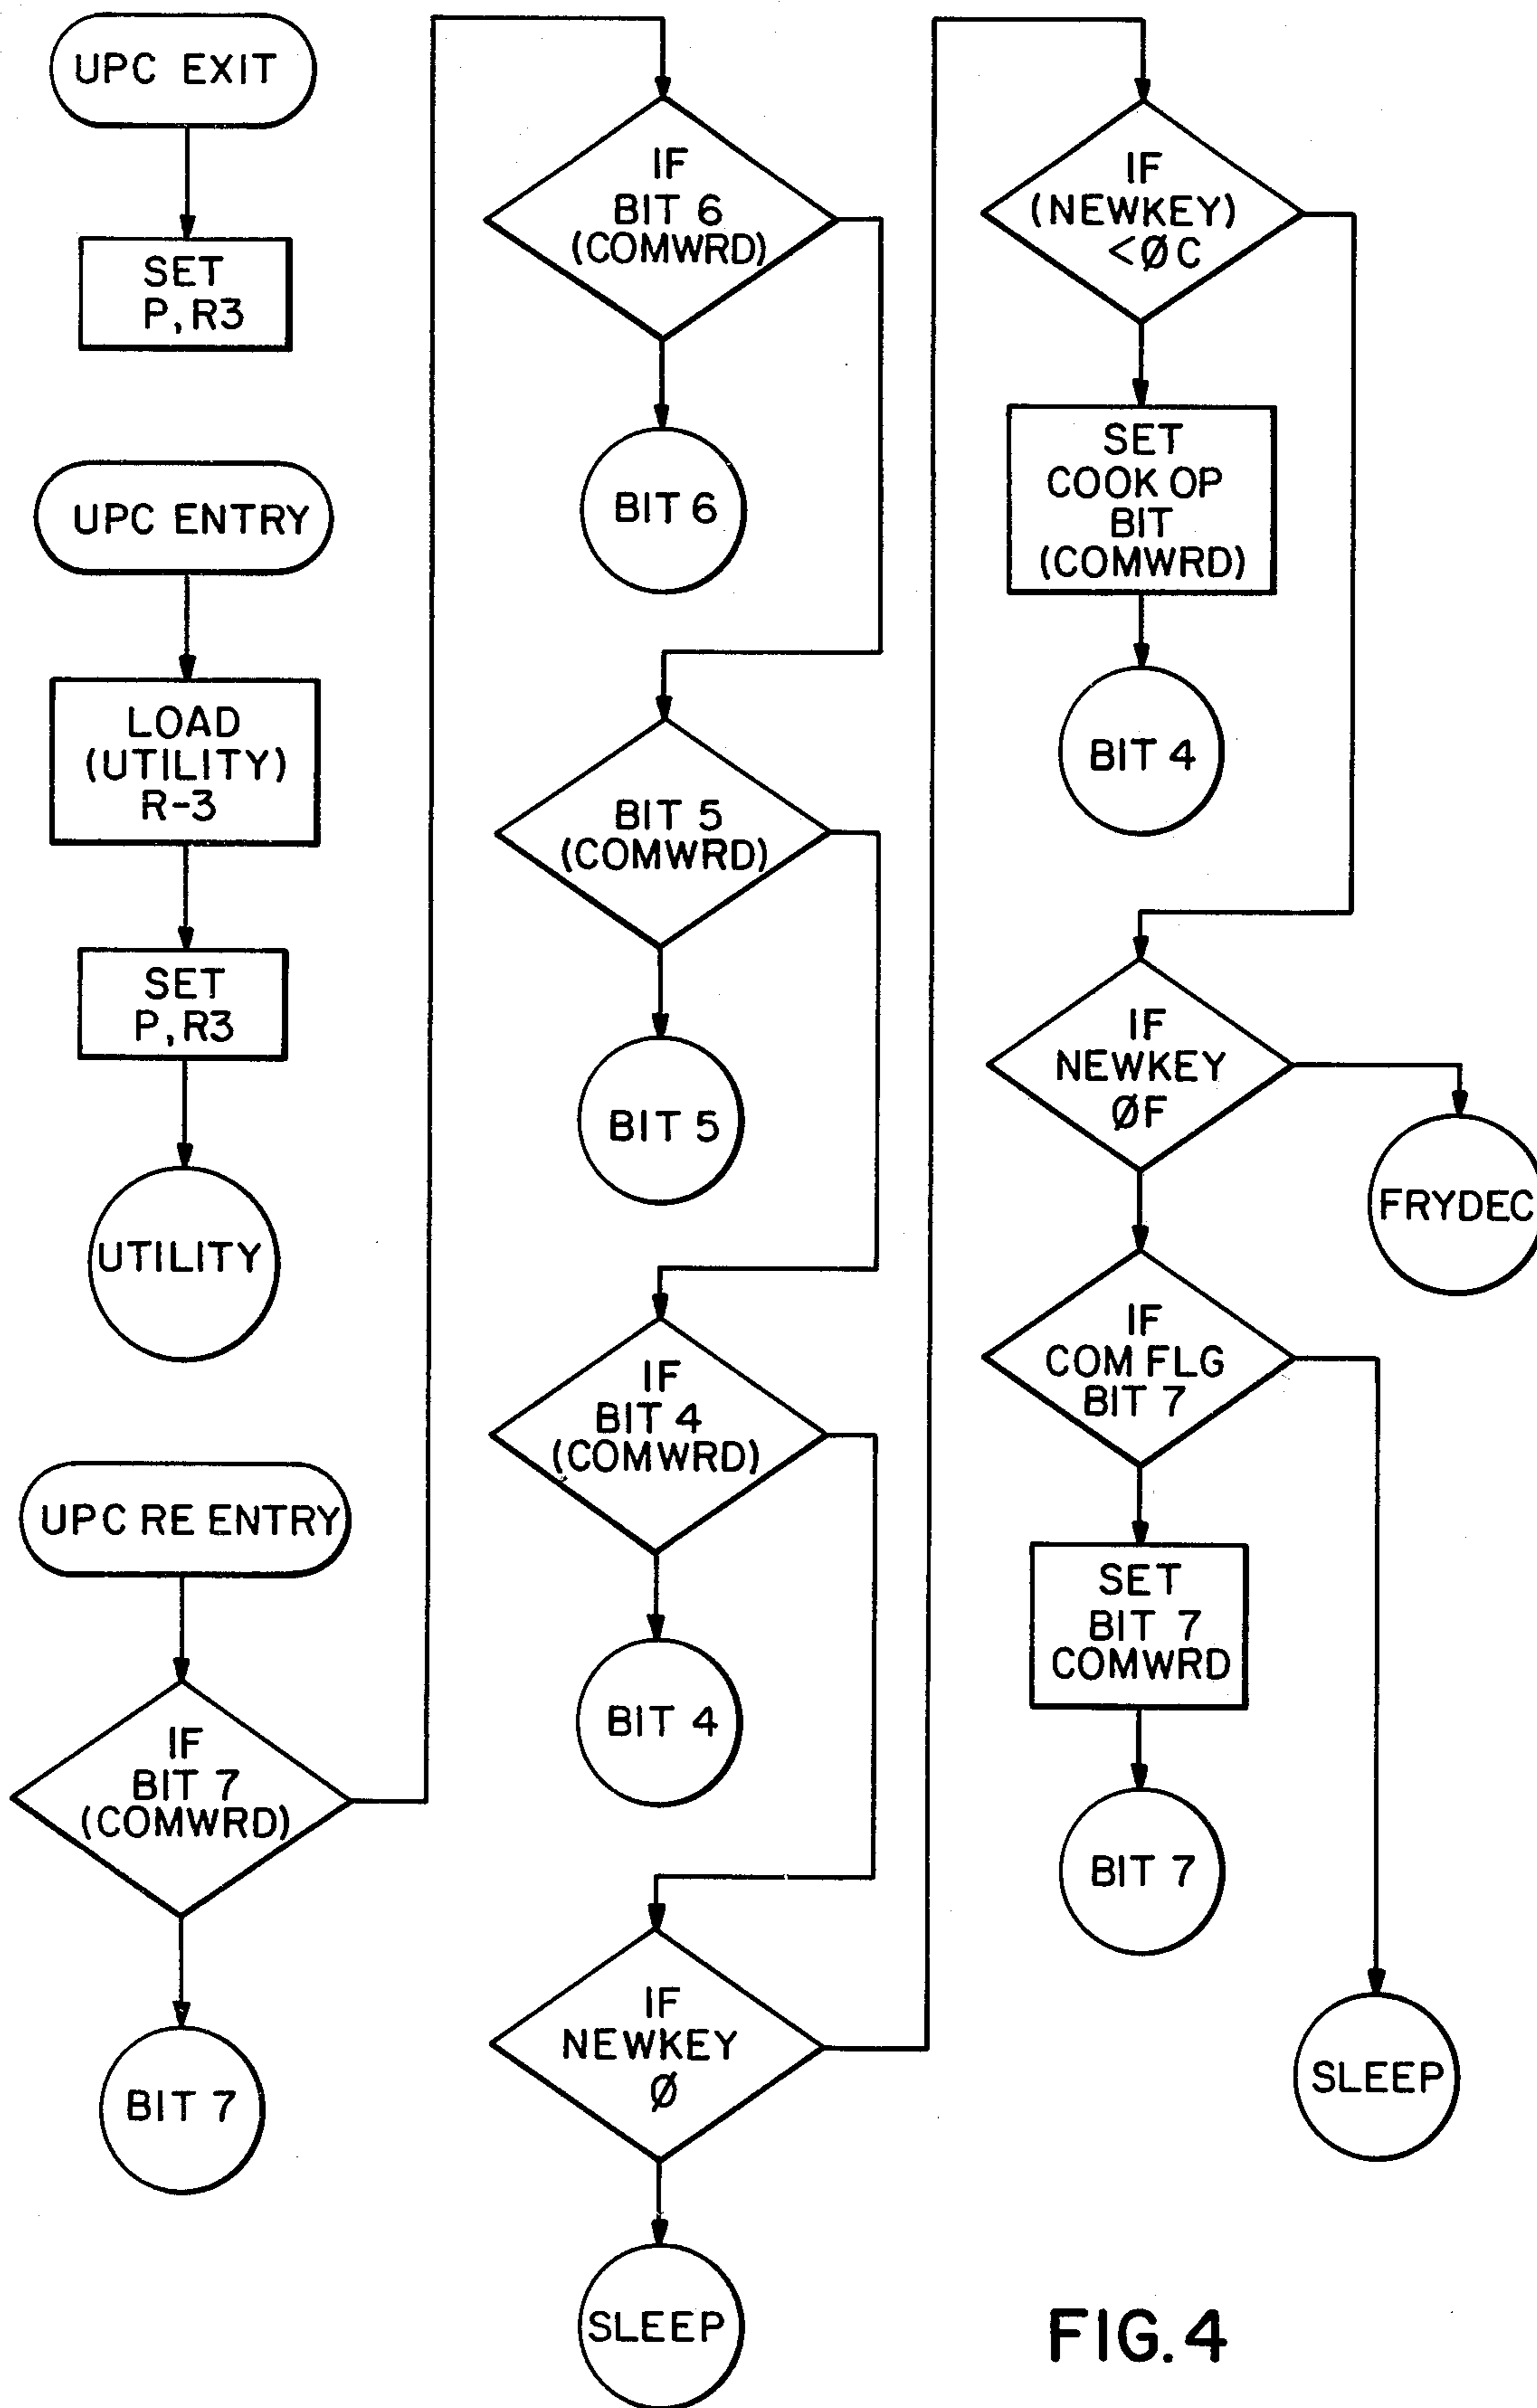 UPC EXIT
SET
P, R3
UPC ENTRY
LOAD
(UTILITY)
R-3
SET
P, R3
UTILITY
UPC RE ENTRY
IF
BIT 7
(COMWRD)
BIT 7
IF
BIT 6
(COMWRD)
BIT 6
BIT 5
(COMWRD)
BIT 5
IF
BIT 4
(COMWRD)
BIT 4
IF
NEWKEY
Ø
SLEEP
IF
(NEWKEY)
<Ø C
SET
COOK OP
BIT
(COMWRD)
BIT 4
IF
NEWKEY
ØF
FRYDEC
IF
COM FLG
BIT 7
SET
BIT 7
COMWRD
BIT 7
SLEEP
FIG. 4